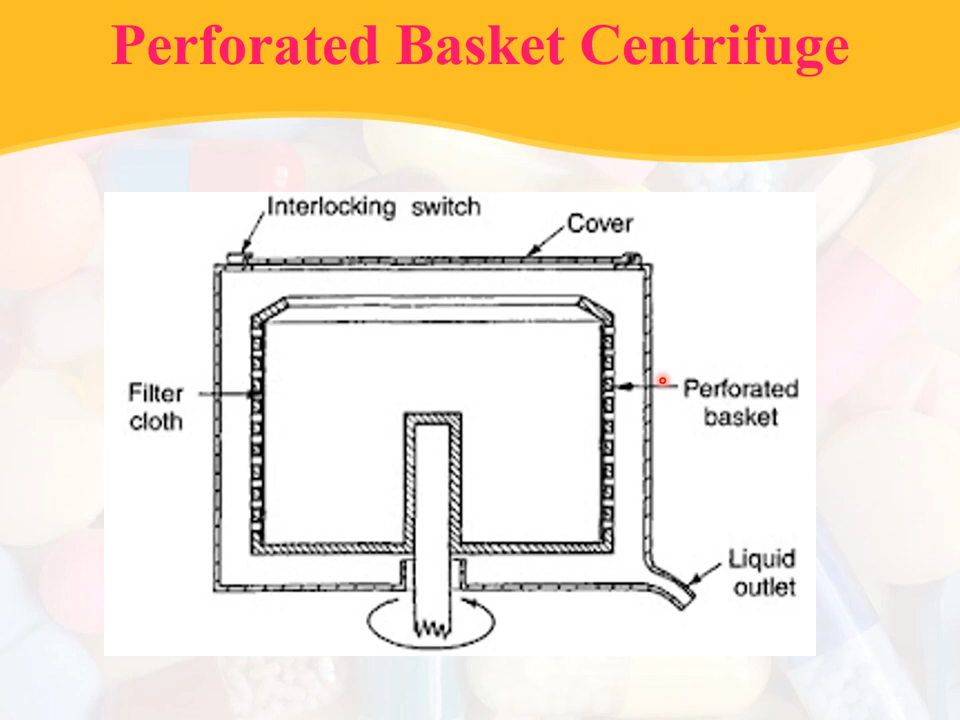 Perforated Basket Centrifuge
Interlocking switch
Cover
Filter
cloth
Perforated
basket
Liquid
outlet